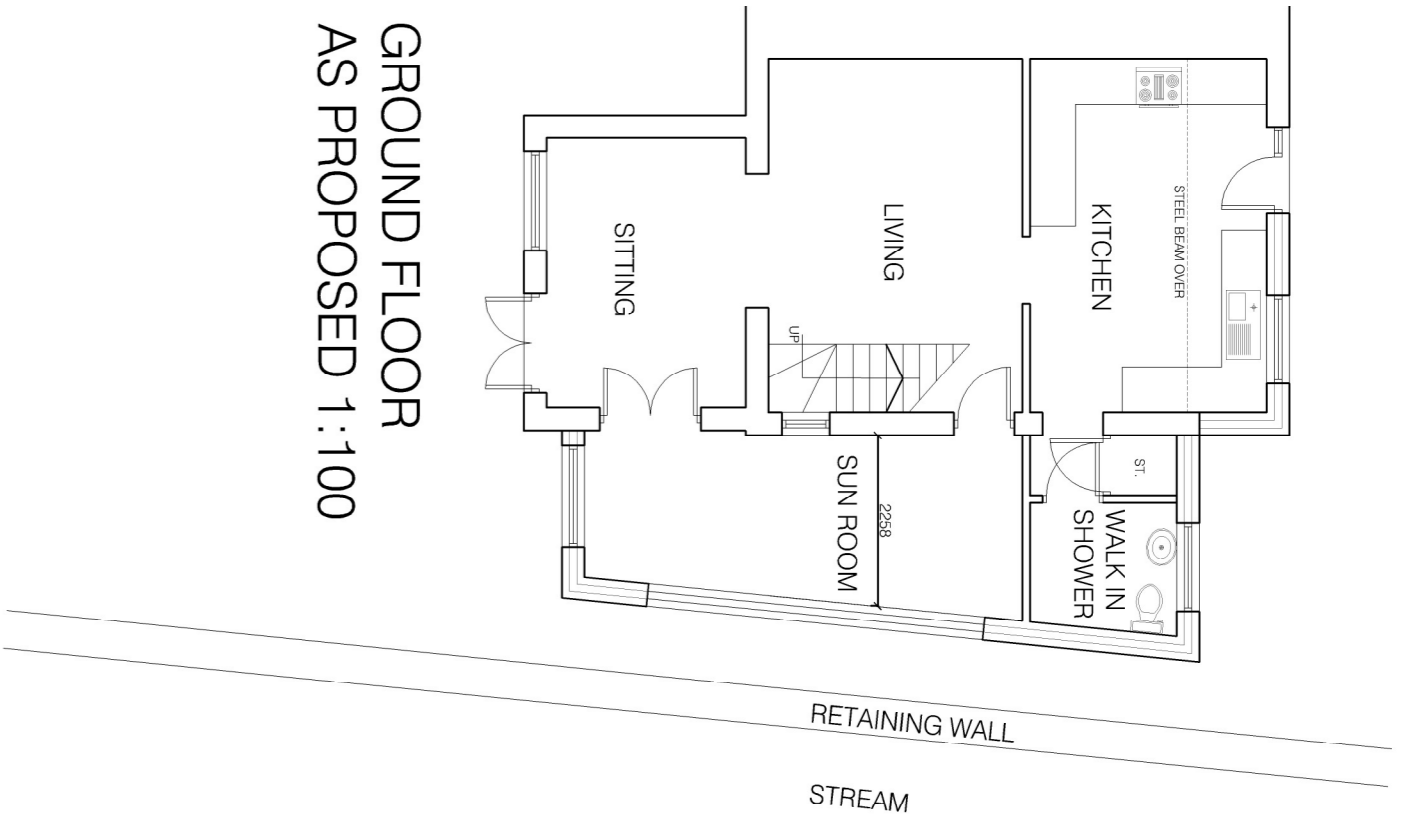 GROUND FLOOR
AS PROPOSED 1:100
SITTING
LIVING
UP
KITCHEN
STEEL BEAM OVER
SUN ROOM
2258
ST.
WALK IN
SHOWER
RETAINING WALL
STREAM